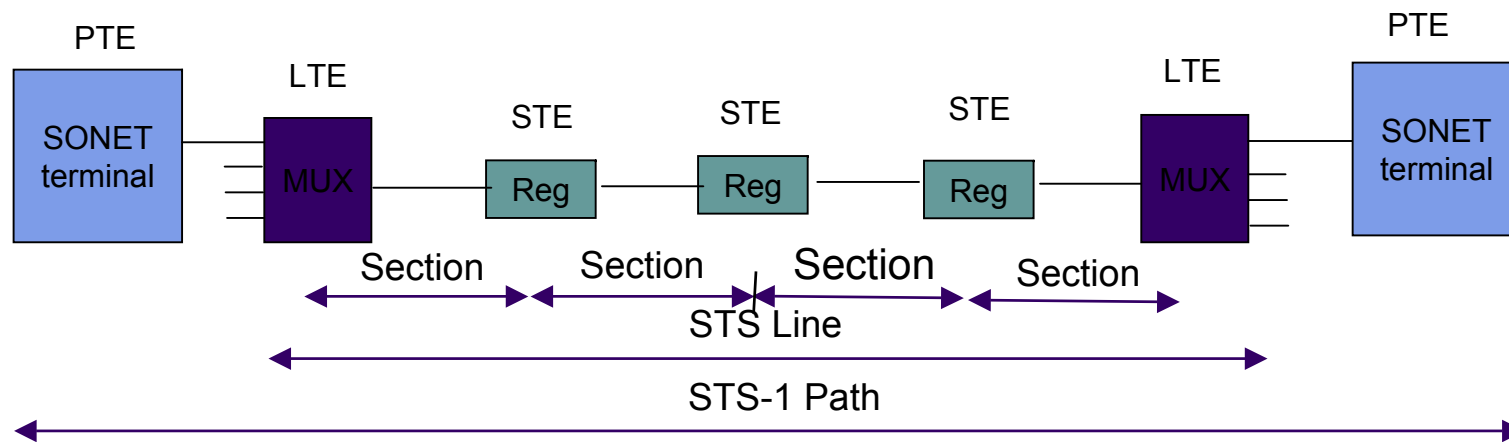 PTE
PTE
LTE
LTE
STE
STE
STE
SONET
terminal
MUX
Reg
Reg
Reg
MUX
SONET
terminal
Section
Section
Section
Section
STS Line
STS-1 Path